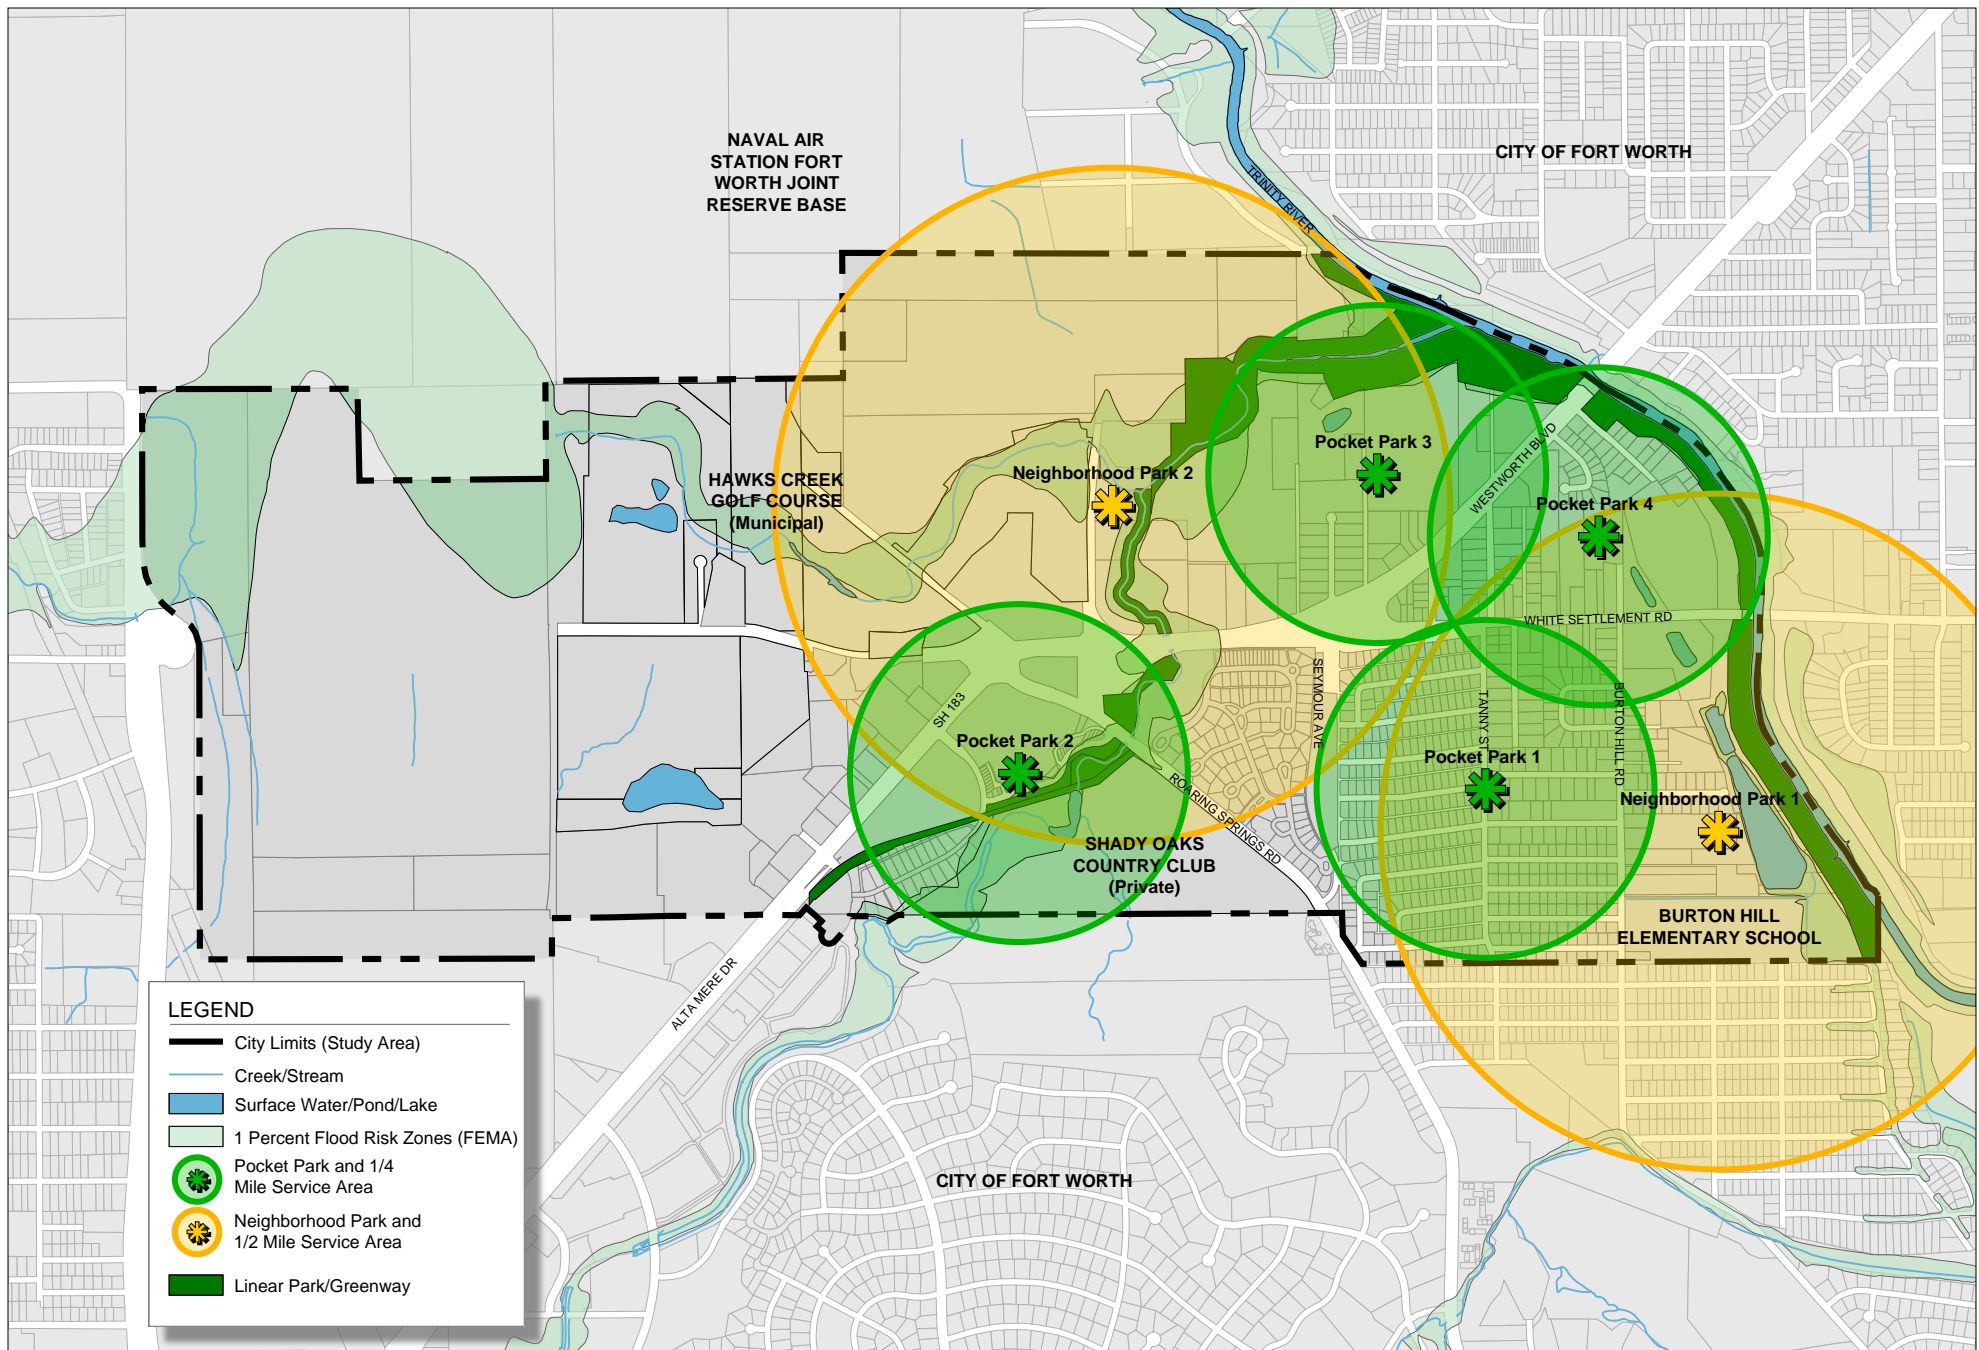 NAVAL AIR
STATION FORT
WORTH JOINT
RESERVE BASE
CITY OF FORT WORTH
TRINITY RIVER
Pocket Park 3
WESTWORTH BLVD
Neighborhood Park 2
HAWKS CREEK
GOLF COURSE
(Municipal)
Pocket Park 4
WHITE SETTLEMENT RD
SEYMOUR AVE
TANNY ST
BURTON HILL RD
SH 183
Pocket Park 2
Pocket Park 1
ROARING SPRINGS RD
Neighborhood Park 1
SHADY OAKS
COUNTRY CLUB
(Private)
BURTON HILL
ELEMENTARY SCHOOL
ALTA MERE DR
CITY OF FORT WORTH
LEGEND
City Limits (Study Area)
Creek/Stream
Surface Water/Pond/Lake
1 Percent Flood Risk Zones (FEMA)
Pocket Park and 1/4
Mile Service Area
Neighborhood Park and
1/2 Mile Service Area
Linear Park/Greenway